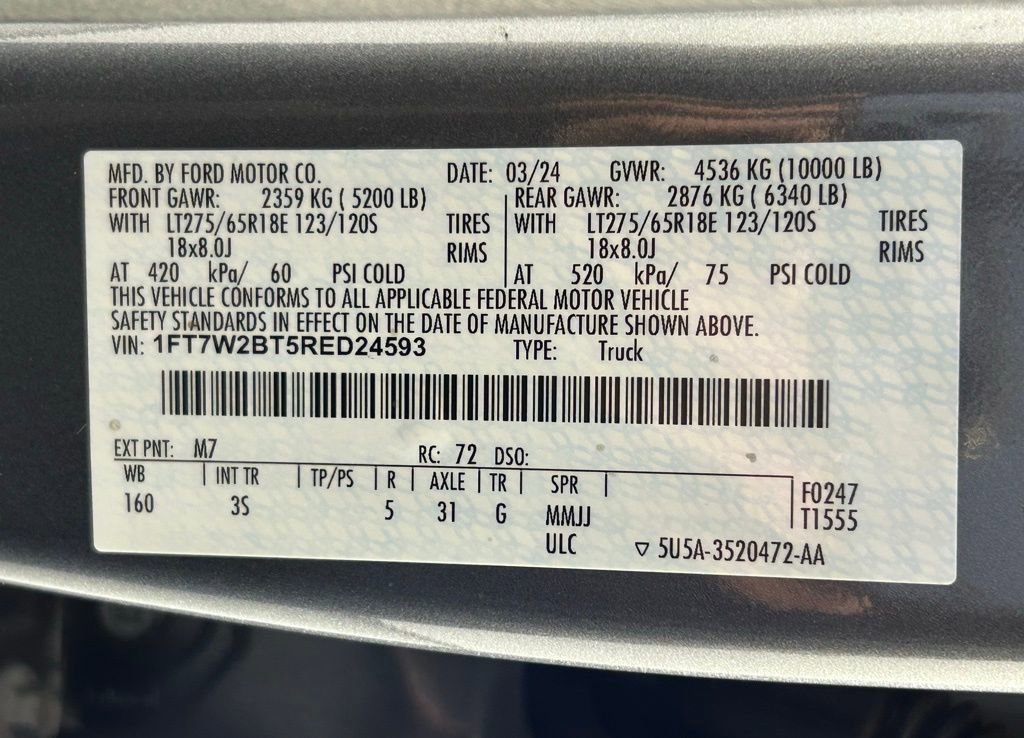 MFD. BY FORD MOTOR CO. DATE: 03/24 GVWR: 4536 KG (10000 LB)
FRONT GAWR: 2359 KG ( 5200 LB) REAR GAWR: 2876 KG ( 6340 LB)
WITH LT275/65R18E 123/120S TIRES WITH LT275/65R18E 123/120S TIRES
18x8.0J RIMS 18x8.0J RIMS
AT 420 kPa/ 60 PSI COLD AT 520 kPa/ 75 PSI COLD
THIS VEHICLE CONFORMS TO ALL APPLICABLE FEDERAL MOTOR VEHICLE
SAFETY STANDARDS IN EFFECT ON THE DATE OF MANUFACTURE SHOWN ABOVE.
VIN: 1FT7W2BT5RED24593 TYPE: Truck
EXT PNT: M7 RC: 72 DSO:
WB | INT TR | TP/PS | R | AXLE | TR | SPR | F0247
160 3S 5 31 G MMJJ T1555
ULC ▽ 5U5A-3520472-AA